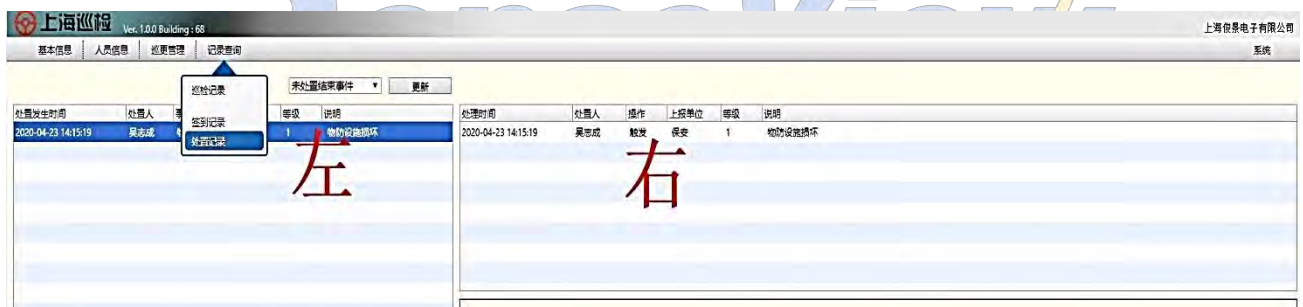 上海巡检 Ver. 1.0.0 Building : 68
上海俊景电子有限公司
基本信息 人员信息 巡更管理 记录查询 系统
巡检记录
签到记录
处置记录
未处置结束事件 ▼ 更新
处置发生时间 处置人 等级 说明
2020-04-23 14:15:19 吴志成 1 物防设施损坏
左
处理时间 处置人 操作 上报单位 等级 说明
2020-04-23 14:15:19 吴志成 触发 保安 1 物防设施损坏
右